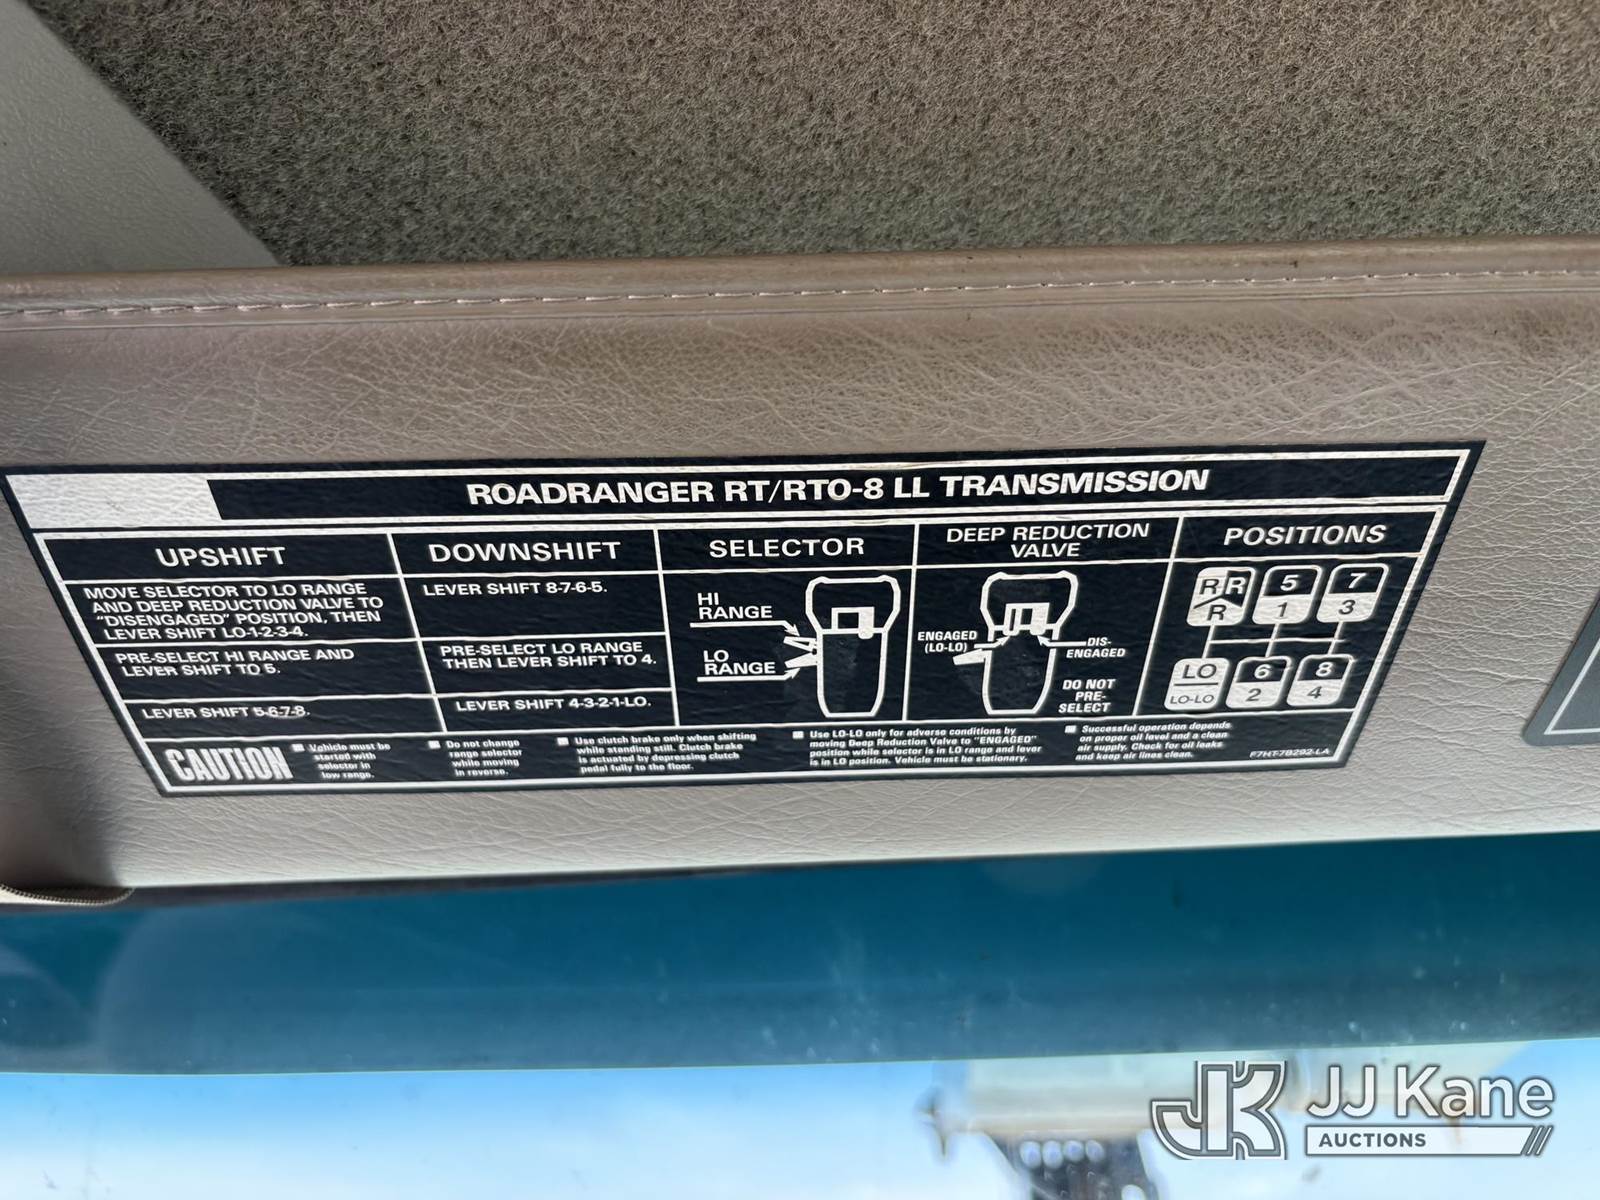 ROADRANGER RT/RTO-8 LL TRANSMISSION
UPSHIFT
MOVE SELECTOR TO LO RANGE
AND DEEP REDUCTION VALVE TO
"DISENGAGED" POSITION, THEN
LEVER SHIFT LO-1-2-3-4.
PRE-SELECT HI RANGE AND
LEVER SHIFT TO 5.
LEVER SHIFT 5-6-7-8.
DOWNSHIFT
LEVER SHIFT 8-7-6-5.
PRE-SELECT LO RANGE
THEN LEVER SHIFT TO 4.
LEVER SHIFT 4-3-2-1-LO.
SELECTOR
HI
RANGE
LO
RANGE
DEEP REDUCTION
VALVE
ENGAGED
(LO-LO)
DIS-
ENGAGED
DO NOT
PRE-
SELECT
POSITIONS
R R 5 7
R 1 3
LO 6 8
LO-LO 2 4
CAUTION
■ Vehicle must be
started with
selector in
low range.
■ Do not change
range selector
while moving
in reverse.
■ Use clutch brake only when shifting
while standing still. Clutch brake
is actuated by depressing clutch
pedal fully to the floor.
■ Use LO-LO only for adverse conditions by
moving Deep Reduction Valve to "ENGAGED"
position while selector is in LO range and lever
is in LO position. Vehicle must be stationary.
■ Successful operation depends
on proper oil level and a clean
air supply. Check for oil leaks
and keep air lines clean.
F7HT-7B292-LA
JK JJ Kane
AUCTIONS